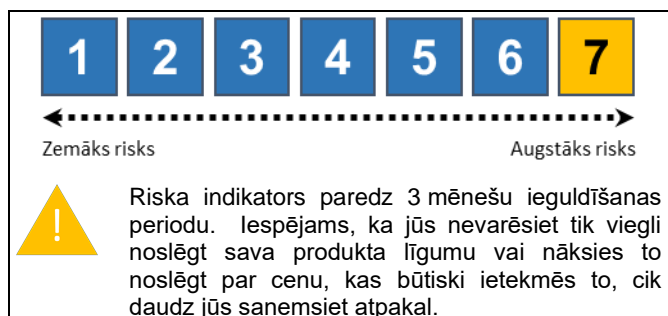 1 2 3 4 5 6 7
Zemāks risks Augstāks risks
!
Riska indikators paredz 3 mēnešu ieguldīšanas
periodu. Iespējams, ka jūs nevarēsiet tik viegli
noslēgt sava produkta līgumu vai nāksies to
noslēgt par cenu, kas būtiski ietekmēs to, cik
daudz jūs saņemsiet atpakaļ.